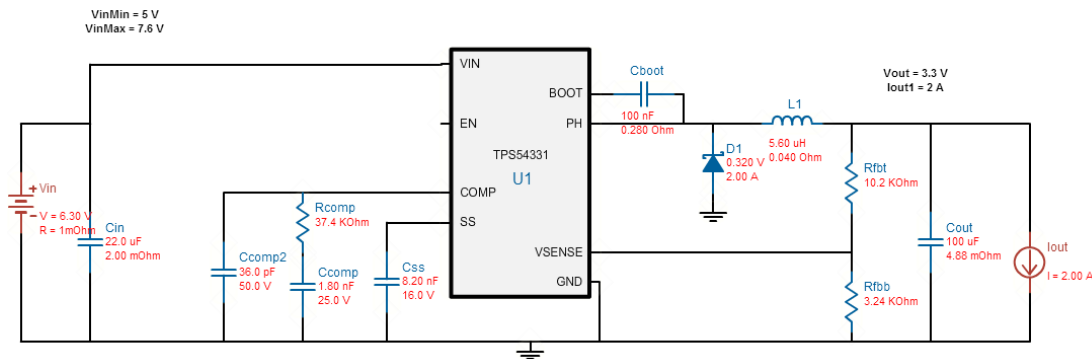 VinMin = 5 V
VinMax = 7.6 V
VIN
EN
COMP
SS
BOOT
PH
TPS54331
U1
VSENSE
GND
Cboot
100 nF
0.280 Ohm
Vout = 3.3 V
Iout1 = 2 A
L1
5.60 uH
0.040 Ohm
D1
0.320 V
2.00 A
Rfbt
10.2 KOhm
Rfbb
3.24 KOhm
Cout
100 uF
4.88 mOhm
Iout
I = 2.00 A
+ Vin
V = 6.30 V
R = 1mOhm
Cin
22.0 uF
2.00 mOhm
Rcomp
37.4 KOhm
Ccomp2
36.0 pF
50.0 V
Ccomp
1.80 nF
25.0 V
Css
8.20 nF
16.0 V